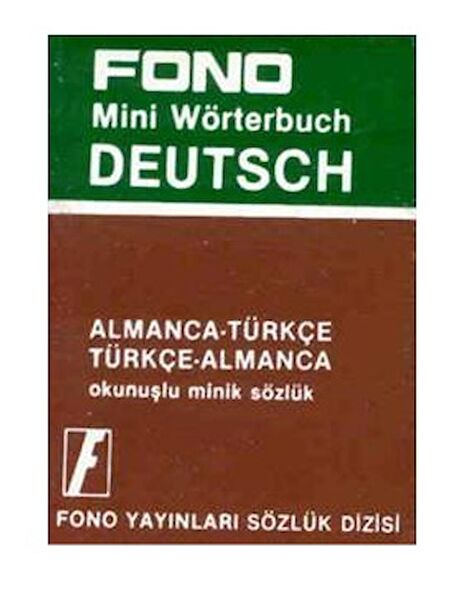 FONO
Mini Wörterbuch
DEUTSCH
ALMANCA-TÜRKÇE
TÜRKÇE-ALMANCA
okunuşlu minik sözlük
F
FONO YAYINLARI SÖZLÜK DİZİSİ